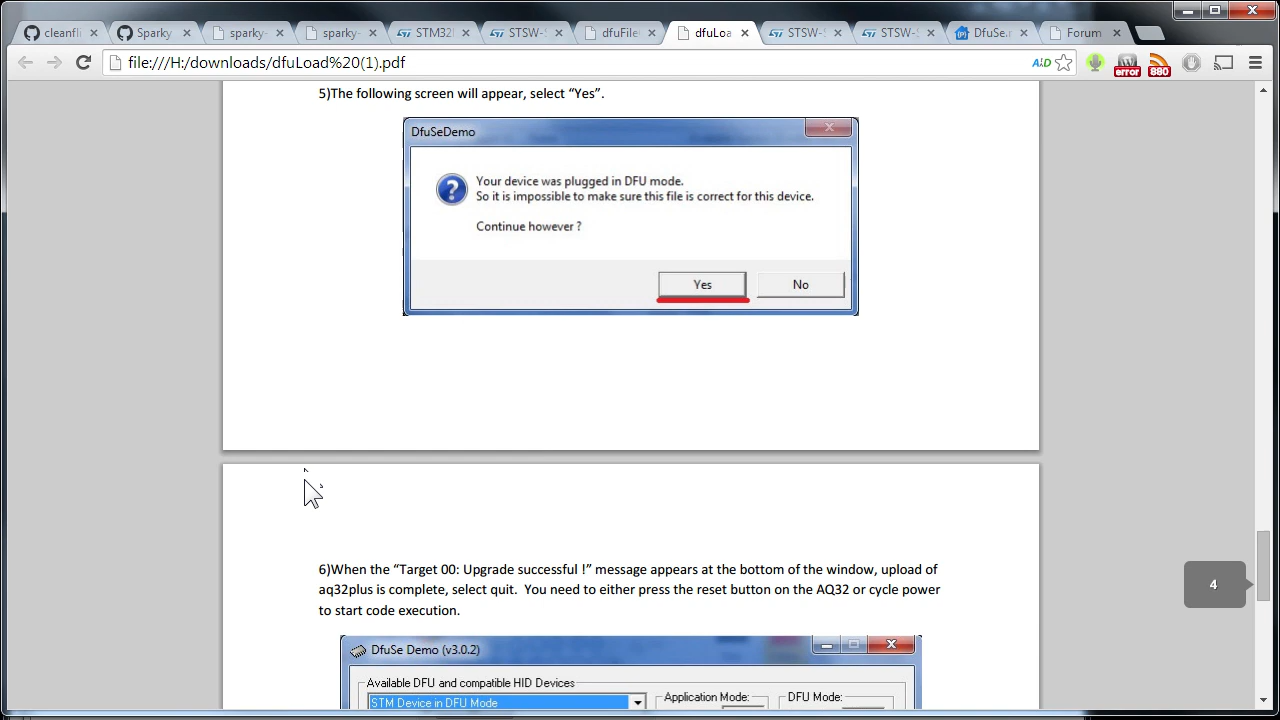 cleanfli
Sparky
sparky-
sparky.
STM32I
STSW-
dfuFile
dfuLoa
STSW-
STSW-
DfuSe.n
Forum
file:///H:/downloads/dfuLoad%20(1).pdf
error
880
5)The following screen will appear, select “Yes”.
DfuSeDemo
Your device was plugged in DFU mode.
So it is impossible to make sure this file is correct for this device.
Continue however ?
Yes
No
6)When the “Target 00: Upgrade successful !” message appears at the bottom of the window, upload of
aq32plus is complete, select quit.  You need to either press the reset button on the AQ32 or cycle power
to start code execution.
4
DfuSe Demo (v3.0.2)
Available DFU and compatible HID Devices
STM Device in DFU Mode
Application Mode:
DFU Mode: